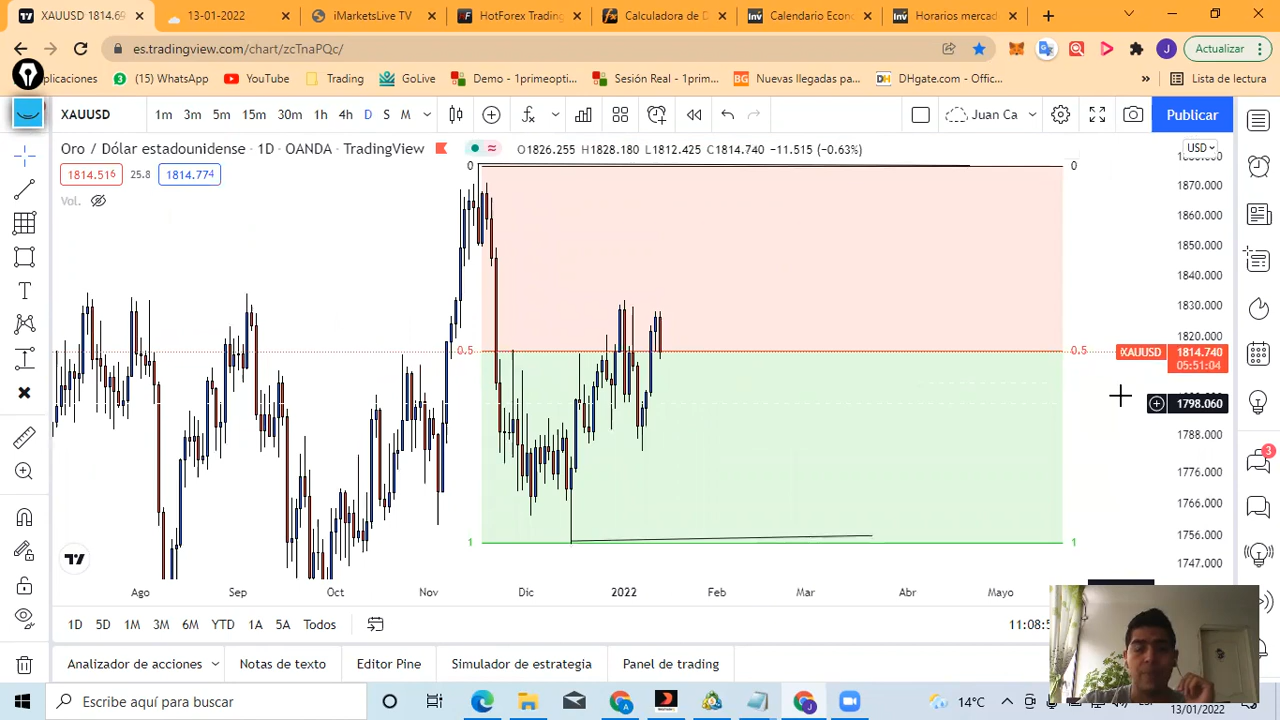 XAUUSD 1814.69
13-01-2022
iMarketsLive TV
HotForex Trading
Calculadora de D
Calendario Econ
Horarios mercad
es.tradingview.com/chart/zcTnaPQc/
J
Actualizar
plicaciones
(15) WhatsApp
YouTube
Trading
GoLive
Demo - 1primeopti...
Sesión Real - 1prim...
BG Nuevas llegadas pa...
DH DHgate.com - Offic...
»
Lista de lectura
XAUUSD
1m 3m 5m 15m 30m 1h 4h D S M
Juan Ca
Publicar
Oro / Dólar estadounidense · 1D · OANDA · TradingView
O1826.255 H1828.180 L1812.425 C1814.740 −11.515 (−0.63%)
USD
1814.516 25.8 1814.774
Vol.
0
0
1870.000
1860.000
1850.000
1840.000
1830.000
1820.000
0.5
0.5
XAUUSD 1814.740
05:51:04
1798.060
1788.000
1776.000
1766.000
1756.000
1747.000
1
1
3
Ago Sep Oct Nov Dic 2022 Feb Mar Abr Mayo
1D 5D 1M 3M 6M YTD 1A 5A Todos
11:08:5
Analizador de acciones
Notas de texto
Editor Pine
Simulador de estrategia
Panel de trading
Escribe aquí para buscar
14°C
13/01/2022